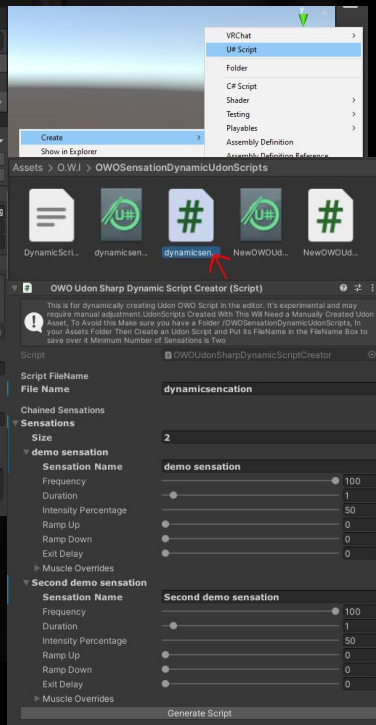 VRChat
U# Script
Folder
C# Script
Shader
Testing
Playables
Assembly Definition
Assembly Definition Reference
Create
Show in Explorer
Assets > O.W.I > OWOSensationDynamicUdonScripts
DynamicScri...
dynamicsen...
dynamicsen...
NewOWOUd...
NewOWOUd...
OWO Udon Sharp Dynamic Script Creator (Script)
This is for dynamically creating Udon OWO Script in the editor. It's experimental and may
require manual adjustment.UdonScripts Created With This Will Need a Manually Created Udon
Asset, To Avoid this Make sure you have a Folder /OWOSensationDynamicUdonScripts, In
your Assets Folder Then Create an Udon Script and Put its FileName in the FileName Box to
save over it Minimum Number of Sensations is Two
Script OWOUdonSharpDynamicScriptCreator
Script FileName
File Name dynamicsencation
Chained Sensations
Sensations
Size 2
demo sensation
Sensation Name demo sensation
Frequency 100
Duration 1
Intensity Percentage 50
Ramp Up 0
Ramp Down 0
Exit Delay 0
Muscle Overrides
Second demo sensation
Sensation Name Second demo sensation
Frequency 100
Duration 1
Intensity Percentage 50
Ramp Up 0
Ramp Down 0
Exit Delay 0
Muscle Overrides
Generate Script